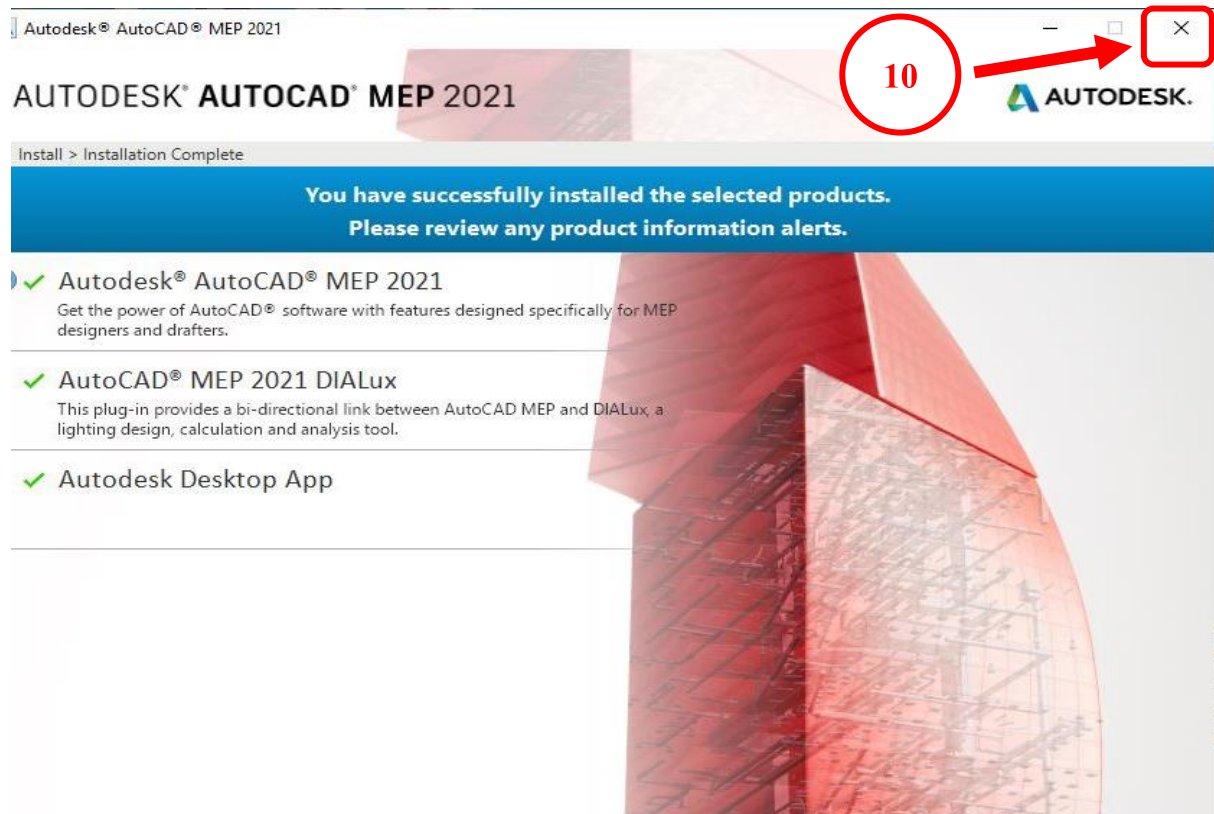 Autodesk® AutoCAD® MEP 2021
10
AUTODESK® AUTOCAD® MEP 2021
AUTODESK.
Install > Installation Complete
You have successfully installed the selected products.
Please review any product information alerts.
Autodesk® AutoCAD® MEP 2021
Get the power of AutoCAD® software with features designed specifically for MEP
designers and drafters.
AutoCAD® MEP 2021 DIALux
This plug-in provides a bi-directional link between AutoCAD MEP and DIALux, a
lighting design, calculation and analysis tool.
Autodesk Desktop App